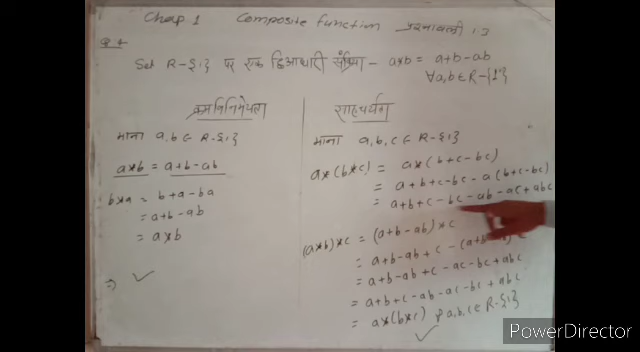 Chap 1 Composite function प्रश्नावली 1.3
Set R-{1} पर एक द्विआधारी संक्रिया - a*b = a+b-ab
∀a,b∈R-{1}
क्रमविनिमेयता
माना a,b ∈ R-{1}
a*b = a+b-ab
b*a = b+a-ba
= a+b-ab
= a*b
⇒ ✓
साहचर्यता
माना a,b,c ∈ R-{1}
a*(b*c) = a*(b+c-bc)
= a+b+c-bc-a(b+c-bc)
= a+b+c-bc-ab-ac+abc
(a*b)*c = (a+b-ab)*c
= a+b-ab+c-(a+b-ab)c
= a+b-ab+c-ac-bc+abc
= a+b+c-ab-ac-bc+abc
= a*(b*c) ∀ a,b,c∈R-{1}
✓
PowerDirector